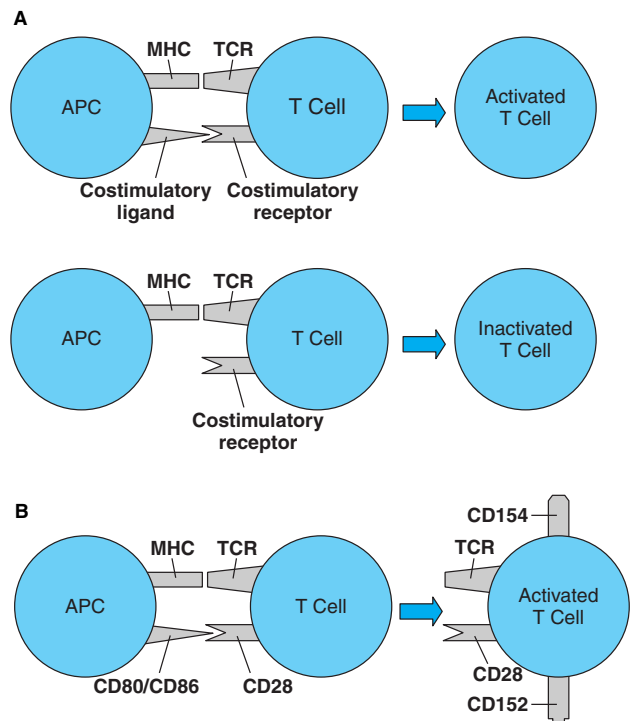 A
MHC TCR
APC T Cell Activated
T Cell
Costimulatory Costimulatory
ligand receptor
MHC TCR
APC T Cell Inactivated
T Cell
Costimulatory
receptor
B
CD154
MHC TCR TCR
APC T Cell Activated
T Cell
CD80/CD86 CD28 CD28
CD152